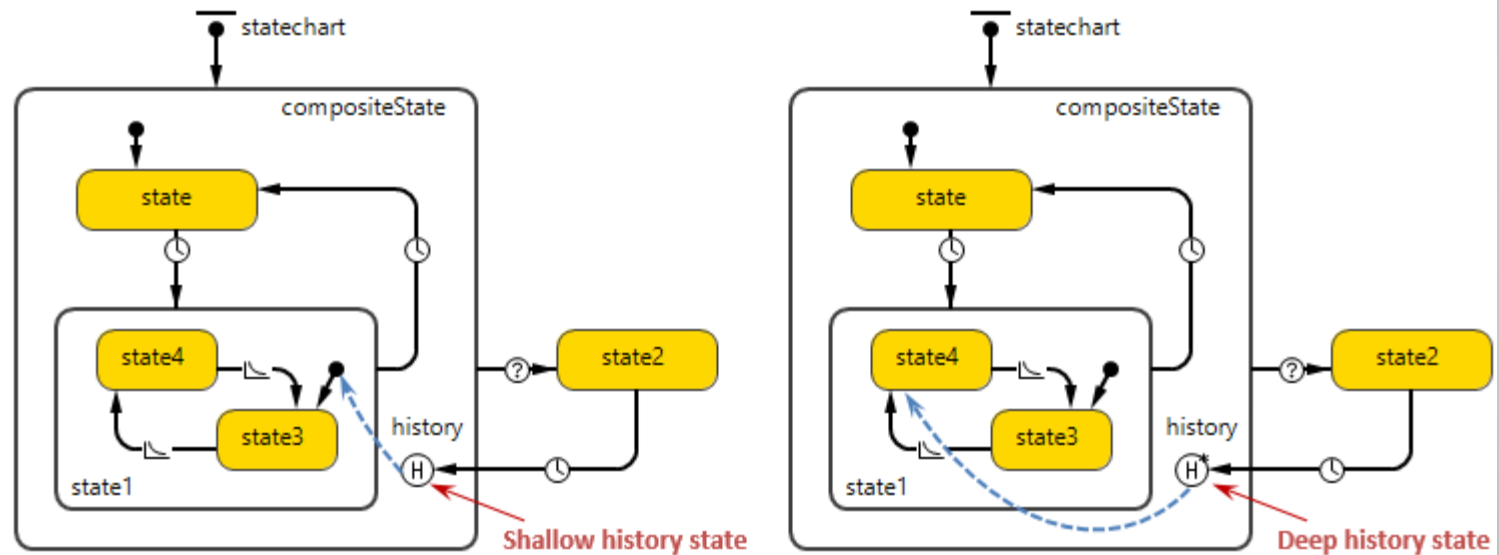 statechart
compositeState
state
state4
state3
state1
state2
history
H
?
Shallow history state
statechart
compositeState
state
state4
state3
state1
state2
history
H*
?
Deep history state